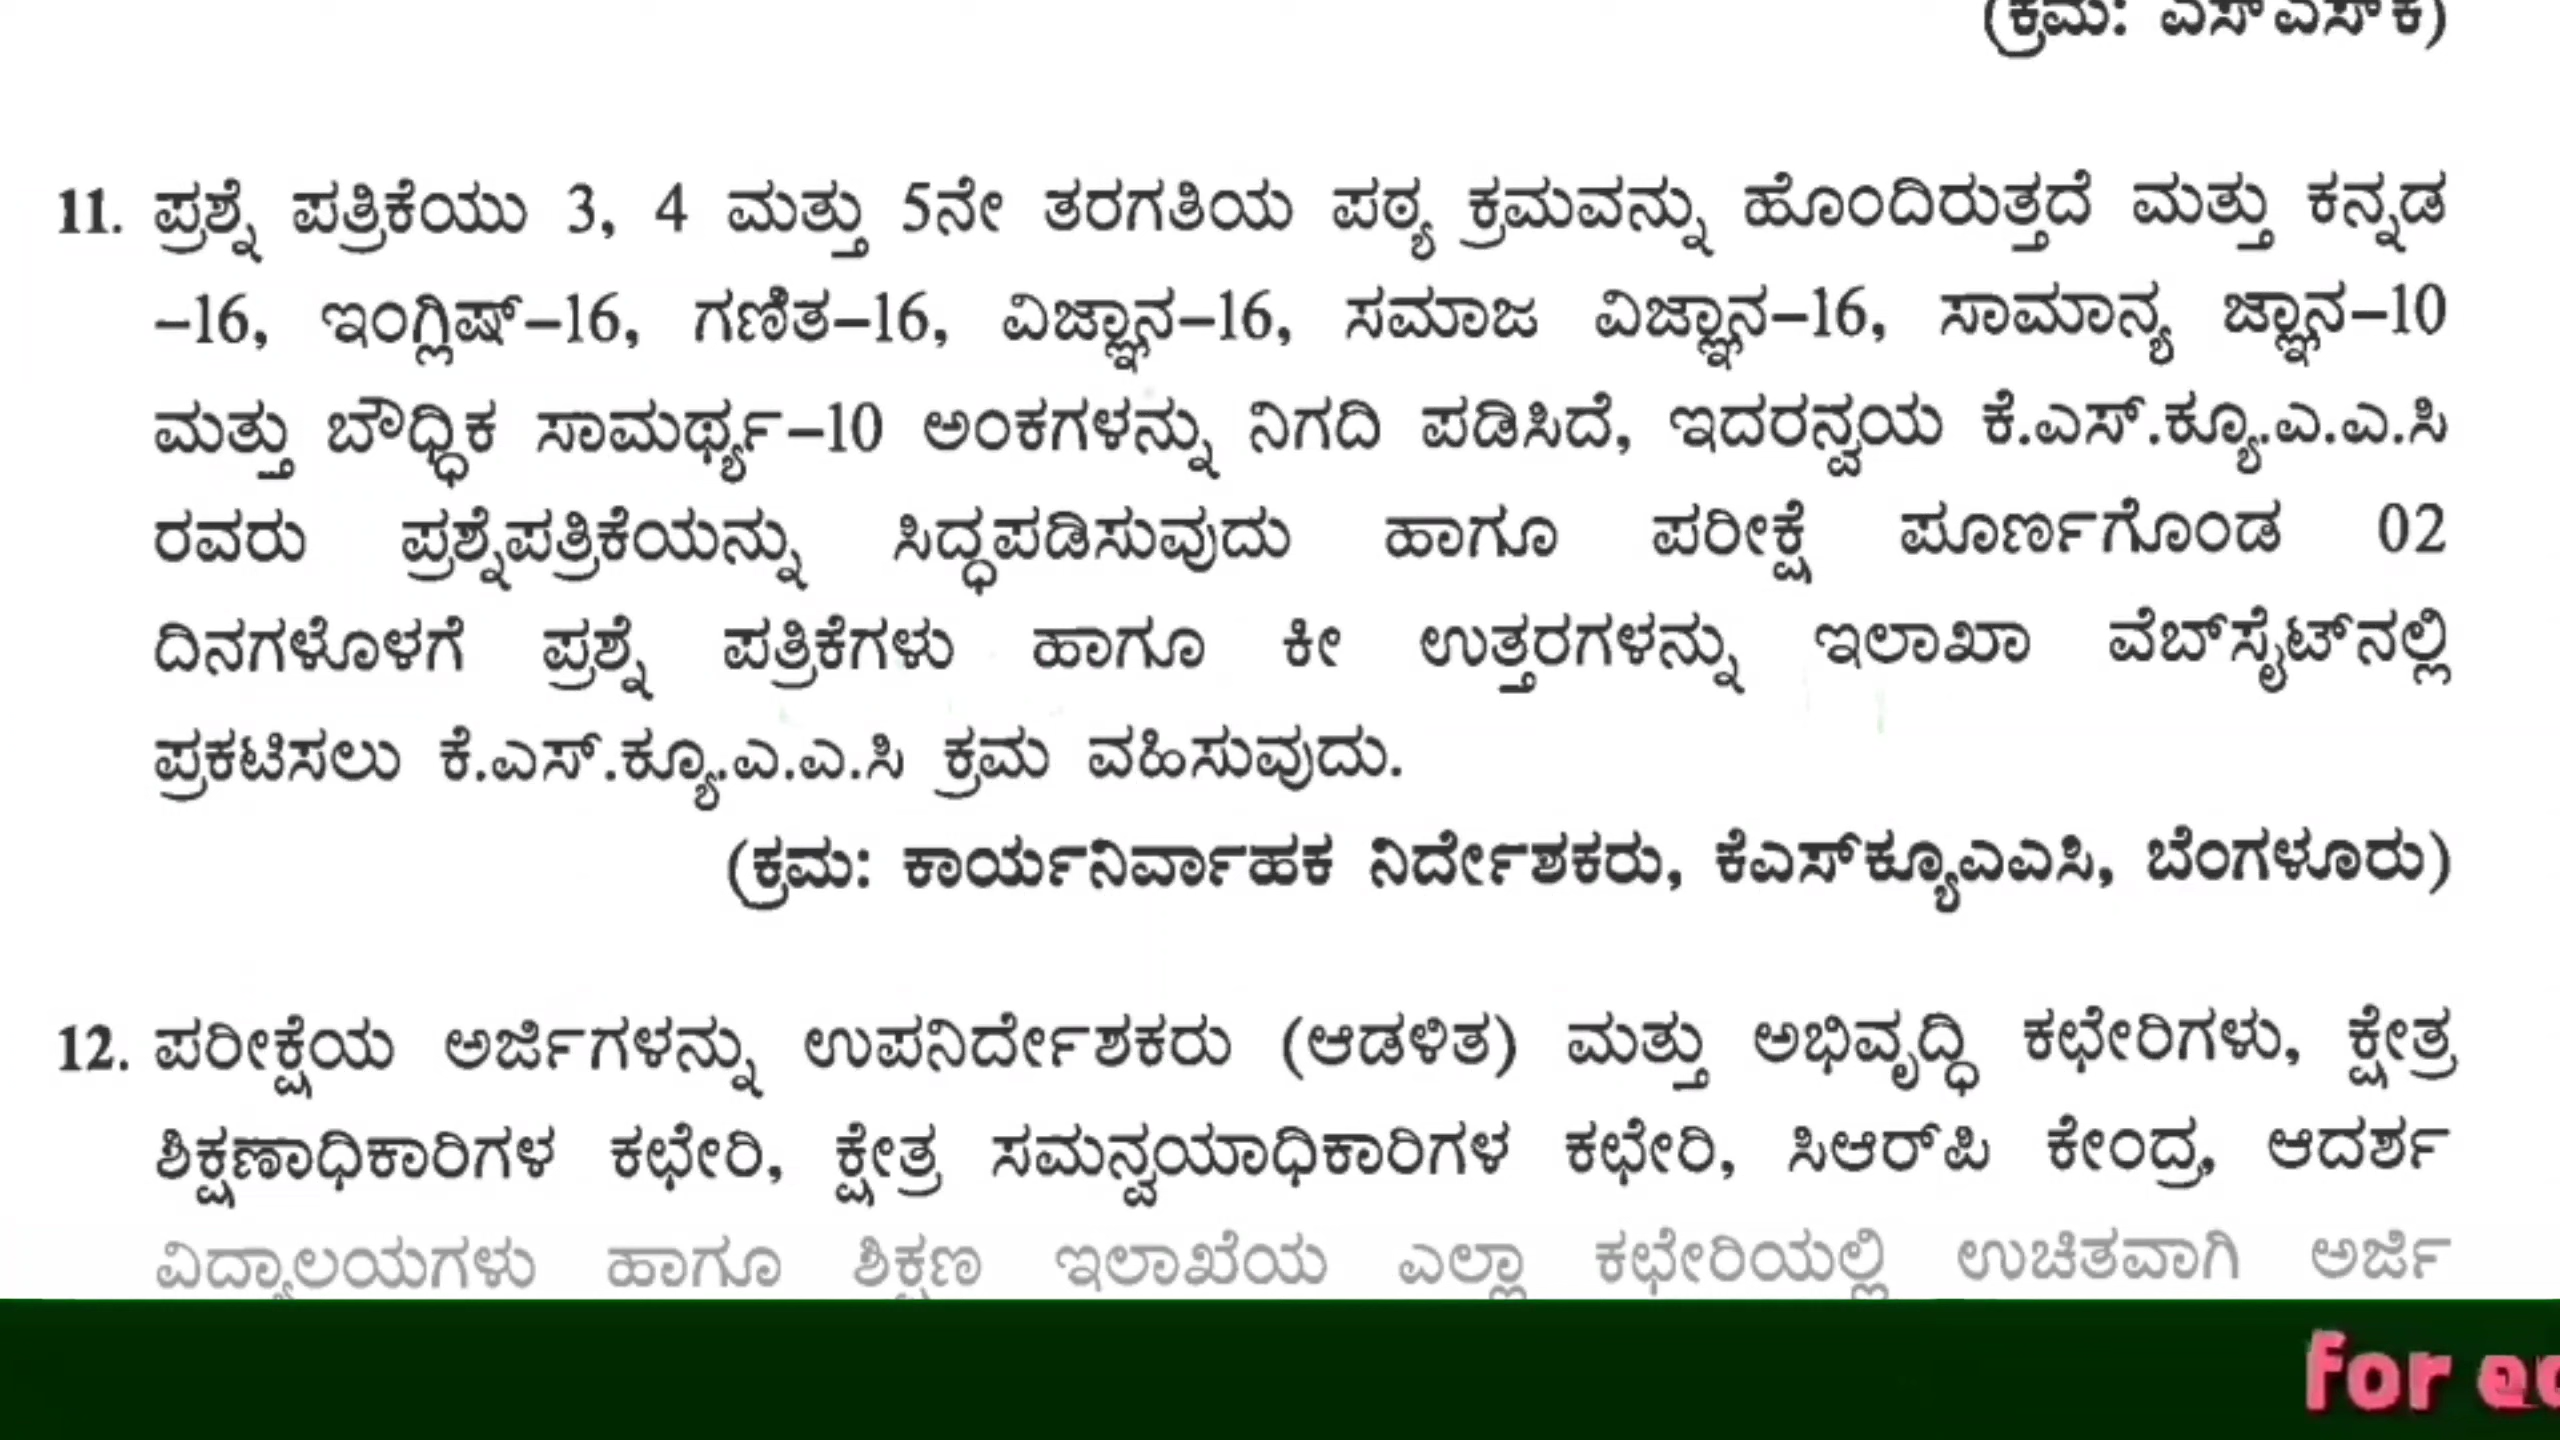 (ಕ್ರಮ: ಎಸ್‌ಎಸ್‌ಕೆ)
11. ಪ್ರಶ್ನೆ ಪತ್ರಿಕೆಯು 3, 4 ಮತ್ತು 5ನೇ ತರಗತಿಯ ಪಠ್ಯ ಕ್ರಮವನ್ನು ಹೊಂದಿರುತ್ತದೆ ಮತ್ತು ಕನ್ನಡ
–16, ಇಂಗ್ಲಿಷ್–16, ಗಣಿತ–16, ವಿಜ್ಞಾನ–16, ಸಮಾಜ ವಿಜ್ಞಾನ–16, ಸಾಮಾನ್ಯ ಜ್ಞಾನ–10
ಮತ್ತು ಬೌದ್ಧಿಕ ಸಾಮರ್ಥ್ಯ–10 ಅಂಕಗಳನ್ನು ನಿಗದಿ ಪಡಿಸಿದೆ, ಇದರನ್ವಯ ಕೆ.ಎಸ್.ಕ್ಯೂ.ಎ.ಎ.ಸಿ
ರವರು ಪ್ರಶ್ನೆಪತ್ರಿಕೆಯನ್ನು ಸಿದ್ಧಪಡಿಸುವುದು ಹಾಗೂ ಪರೀಕ್ಷೆ ಪೂರ್ಣಗೊಂಡ 02
ದಿನಗಳೊಳಗೆ ಪ್ರಶ್ನೆ ಪತ್ರಿಕೆಗಳು ಹಾಗೂ ಕೀ ಉತ್ತರಗಳನ್ನು ಇಲಾಖಾ ವೆಬ್‌ಸೈಟ್‌ನಲ್ಲಿ
ಪ್ರಕಟಿಸಲು ಕೆ.ಎಸ್.ಕ್ಯೂ.ಎ.ಎ.ಸಿ ಕ್ರಮ ವಹಿಸುವುದು.
(ಕ್ರಮ: ಕಾರ್ಯನಿರ್ವಾಹಕ ನಿರ್ದೇಶಕರು, ಕೆಎಸ್‌ಕ್ಯೂಎಎಸಿ, ಬೆಂಗಳೂರು)
12. ಪರೀಕ್ಷೆಯ ಅರ್ಜಿಗಳನ್ನು ಉಪನಿರ್ದೇಶಕರು (ಆಡಳಿತ) ಮತ್ತು ಅಭಿವೃದ್ಧಿ ಕಛೇರಿಗಳು, ಕ್ಷೇತ್ರ
ಶಿಕ್ಷಣಾಧಿಕಾರಿಗಳ ಕಛೇರಿ, ಕ್ಷೇತ್ರ ಸಮನ್ವಯಾಧಿಕಾರಿಗಳ ಕಛೇರಿ, ಸಿಆರ್‌ಪಿ ಕೇಂದ್ರ, ಆದರ್ಶ
ವಿದ್ಯಾಲಯಗಳು ಹಾಗೂ ಶಿಕ್ಷಣ ಇಲಾಖೆಯ ಎಲ್ಲಾ ಕಛೇರಿಯಲ್ಲಿ ಉಚಿತವಾಗಿ ಅರ್ಜಿ
for